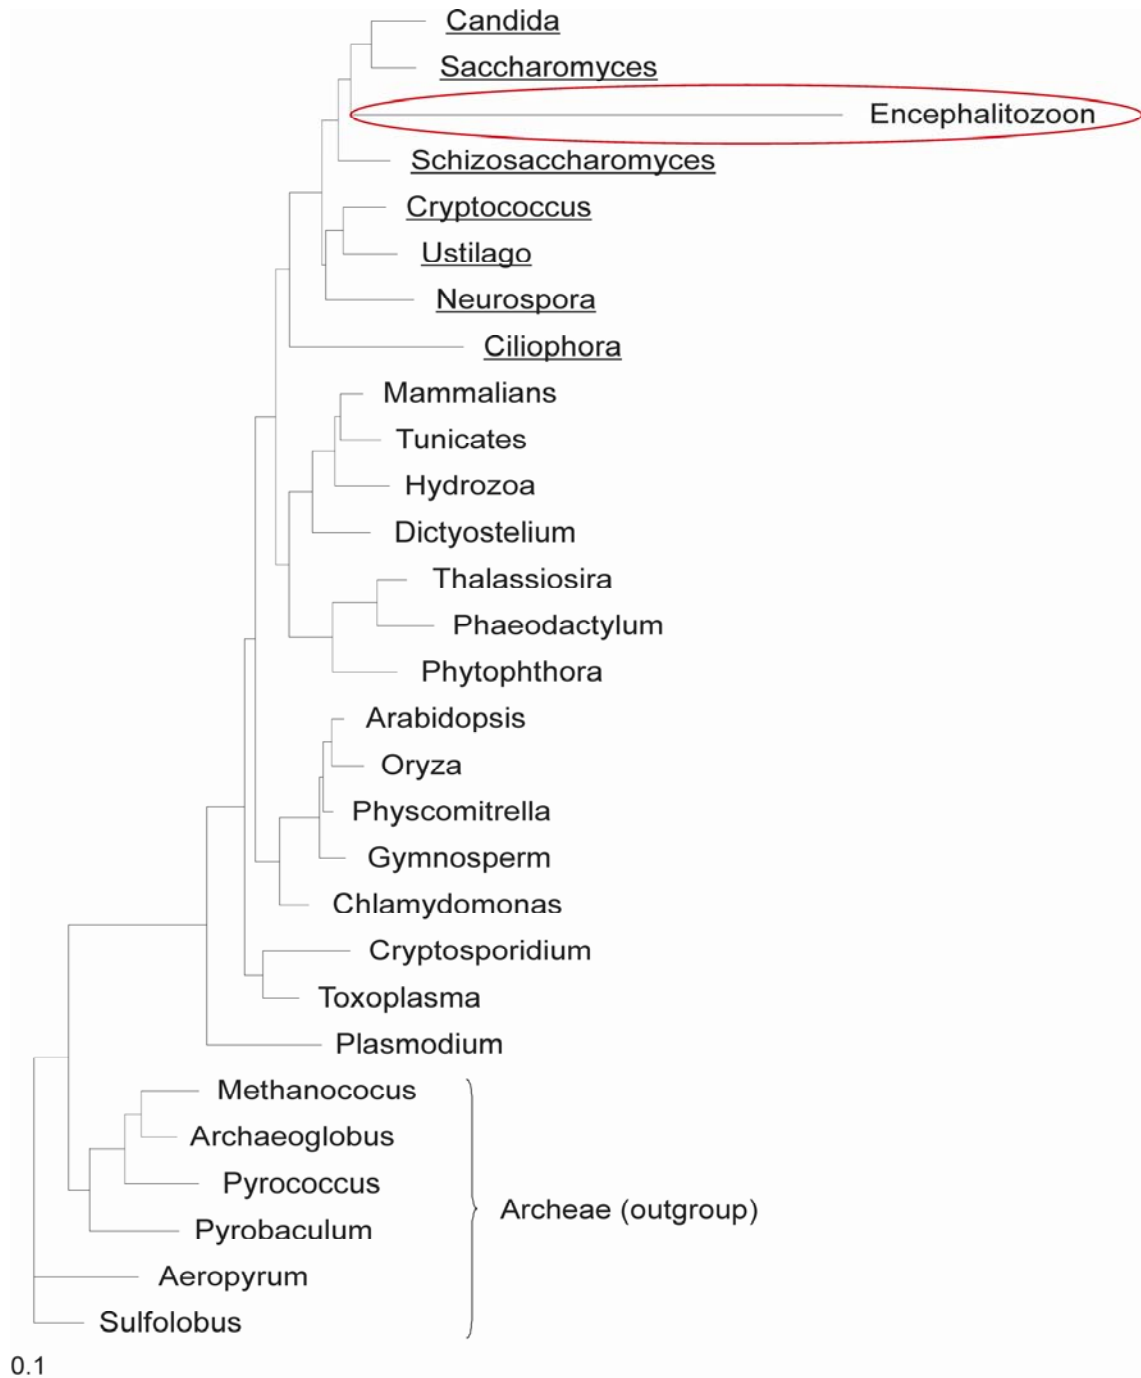 Candida
Saccharomyces
Encephalitozoon
Schizosaccharomyces
Cryptococcus
Ustilago
Neurospora
Ciliophora
Mammalians
Tunicates
Hydrozoa
Dictyostelium
Thalassiosira
Phaeodactylum
Phytophthora
Arabidopsis
Oryza
Physcomitrella
Gymnosperm
Chlamydomonas
Cryptosporidium
Toxoplasma
Plasmodium
Methanococus
Archaeoglobus
Pyrococcus
Archeae (outgroup)
Pyrobaculum
Aeropyrum
Sulfolobus
0.1